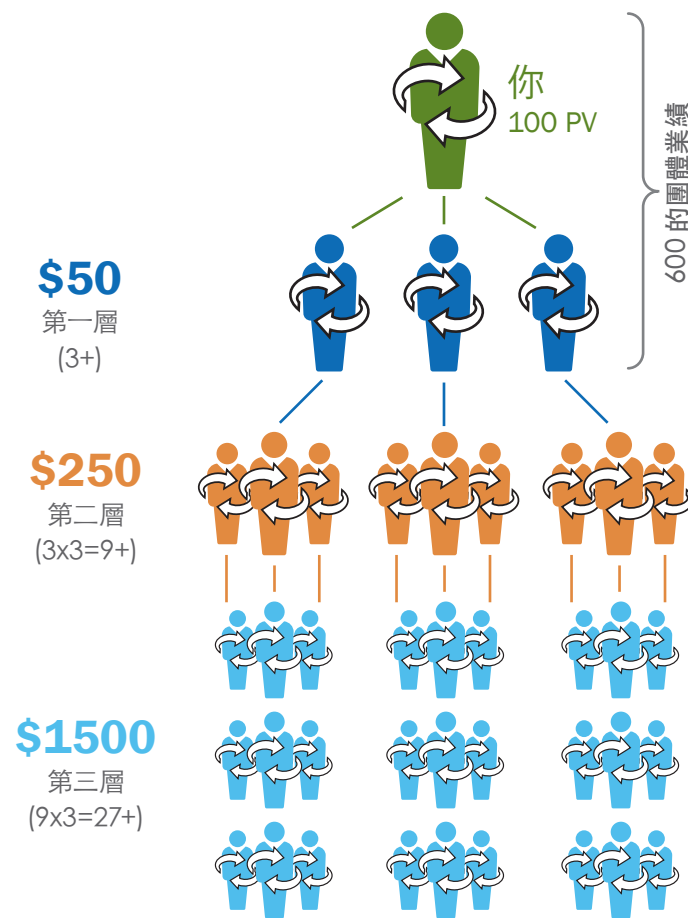 你
100 PV
600 的團體業績
$50
第一層
(3+)
$250
第二層
(3x3=9+)
$1500
第三層
(9x3=27+)